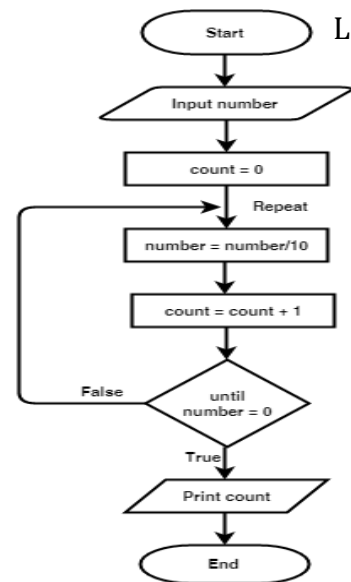 Start
L
Input number
count = 0
Repeat
number = number/10
count = count + 1
False
until
number = 0
True
Print count
End